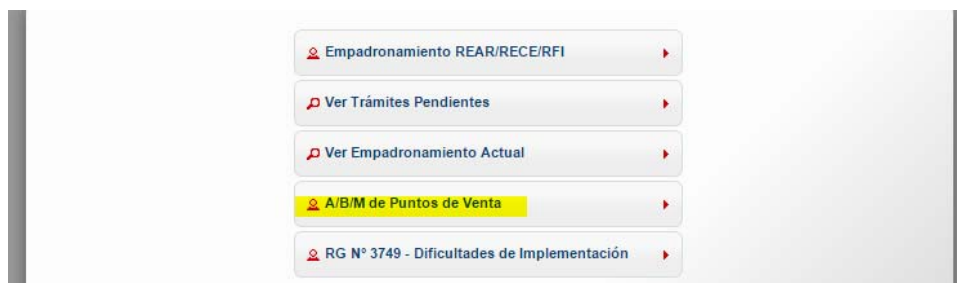 Empadronamiento REAR/RECE/RFI
Ver Trámites Pendientes
Ver Empadronamiento Actual
A/B/M de Puntos de Venta
RG Nº 3749 - Dificultades de Implementación